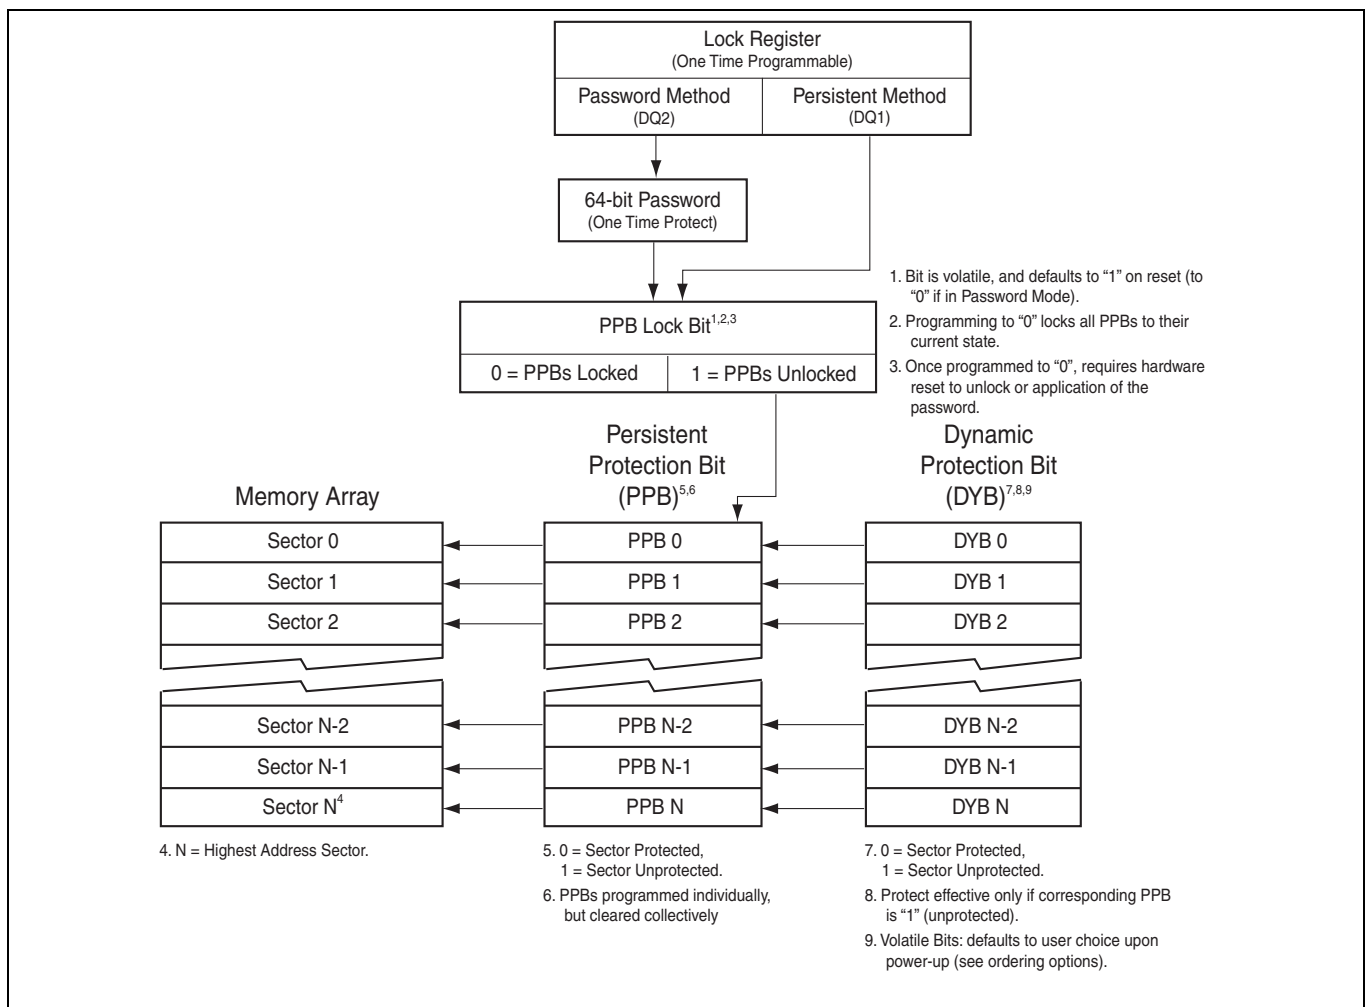 Lock Register
(One Time Programmable)
Password Method
(DQ2)
Persistent Method
(DQ1)
64-bit Password
(One Time Protect)
PPB Lock Bit1,2,3
0 = PPBs Locked
1 = PPBs Unlocked
1. Bit is volatile, and defaults to “1” on reset (to
“0” if in Password Mode).
2. Programming to “0” locks all PPBs to their
current state.
3. Once programmed to “0”, requires hardware
reset to unlock or application of the
password.
Memory Array
Persistent
Protection Bit
(PPB)5,6
Dynamic
Protection Bit
(DYB)7,8,9
Sector 0
PPB 0
DYB 0
Sector 1
PPB 1
DYB 1
Sector 2
PPB 2
DYB 2
Sector N-2
PPB N-2
DYB N-2
Sector N-1
PPB N-1
DYB N-1
Sector N4
PPB N
DYB N
4. N = Highest Address Sector.
5. 0 = Sector Protected,
1 = Sector Unprotected.
6. PPBs programmed individually,
but cleared collectively
7. 0 = Sector Protected,
1 = Sector Unprotected.
8. Protect effective only if corresponding PPB
is “1” (unprotected).
9. Volatile Bits: defaults to user choice upon
power-up (see ordering options).